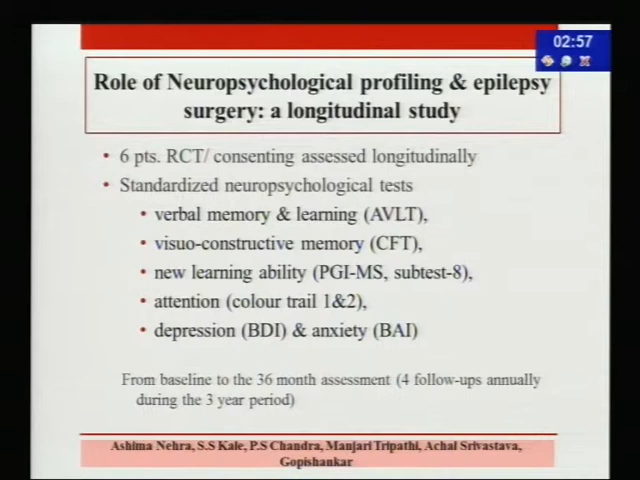 02:57
Role of Neuropsychological profiling & epilepsy
surgery: a longitudinal study
• 6 pts. RCT/ consenting assessed longitudinally
• Standardized neuropsychological tests
• verbal memory & learning (AVLT),
• visuo-constructive memory (CFT),
• new learning ability (PGI-MS, subtest-8),
• attention (colour trail 1&2),
• depression (BDI) & anxiety (BAI)
From baseline to the 36 month assessment (4 follow-ups annually
during the 3 year period)
Ashima Nehra, S.S Kale, P.S Chandra, Manjari Tripathi, Achal Srivastava,
Gopishankar